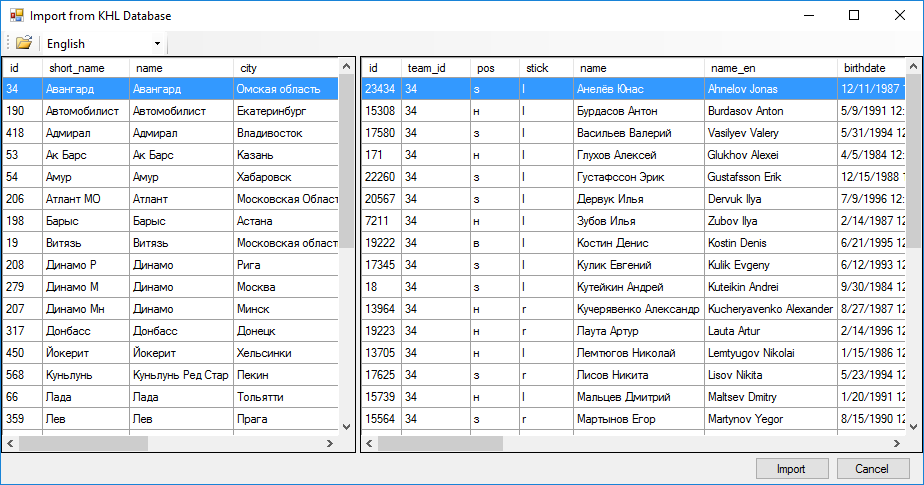 Import from KHL Database
English
id short_name name city
34 Авангард Авангард Омская область
190 Автомобилист Автомобилист Екатеринбург
418 Адмирал Адмирал Владивосток
53 Ак Барс Ак Барс Казань
54 Амур Амур Хабаровск
206 Атлант МО Атлант Московская Област
198 Барыс Барыс Астана
19 Витязь Витязь Московская област
208 Динамо Р Динамо Рига
279 Динамо М Динамо Москва
207 Динамо Мн Динамо Минск
317 Донбасс Донбасс Донецк
450 Йокерит Йокерит Хельсинки
568 Куньлунь Куньлунь Ред Стар Пекин
66 Лада Лада Тольятти
359 Лев Лев Прага
id team_id pos stick name name_en birthdate
23434 34 з l Анелёв Юнас Ahnelov Jonas 12/11/1987
15308 34 н l Бурдасов Антон Burdasov Anton 5/9/1991 12:
17580 34 з l Васильев Валерий Vasilyev Valery 5/31/1994 12
171 34 н l Глухов Алексей Glukhov Alexei 4/5/1984 12:
22260 34 з l Густафссон Эрик Gustafsson Erik 12/15/1988
20567 34 з l Дервук Илья Dervuk Ilya 7/9/1996 12:
7211 34 н l Зубов Илья Zubov Ilya 2/14/1987 12
19222 34 в l Костин Денис Kostin Denis 6/21/1995 12
17345 34 з l Кулик Евгений Kulik Evgeny 6/12/1993 12
18 34 з l Кутейкин Андрей Kuteikin Andrei 9/30/1984 12
13964 34 н r Кучерявенко Александр Kucheryavenko Alexander 8/27/1987 12
19223 34 н r Лаута Артур Lauta Artur 2/14/1996 12
13705 34 н l Лемтюгов Николай Lemtyugov Nikolai 1/15/1986 12
17625 34 з r Лисов Никита Lisov Nikita 5/23/1994 12
15739 34 н l Мальцев Дмитрий Maltsev Dmitry 1/20/1991 12
15564 34 з r Мартынов Егор Martynov Yegor 8/15/1990 12
Import Cancel